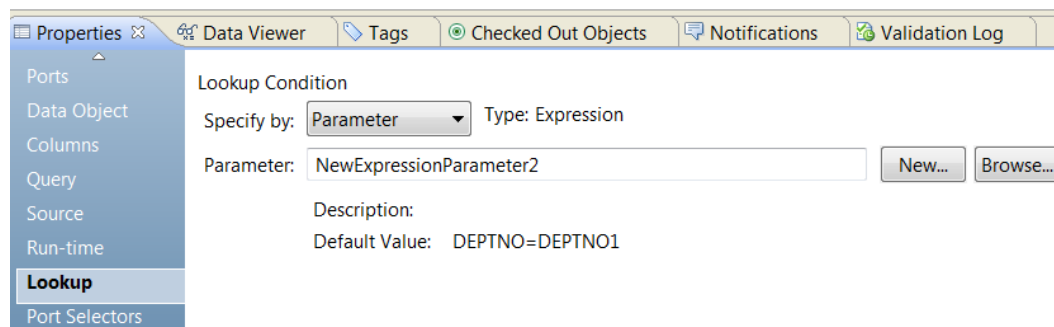 Properties Data Viewer Tags Checked Out Objects Notifications Validation Log
Ports
Data Object
Columns
Query
Source
Run-time
Lookup
Port Selectors
Lookup Condition
Specify by: Parameter Type: Expression
Parameter: NewExpressionParameter2 New... Browse...
Description:
Default Value: DEPTNO=DEPTNO1